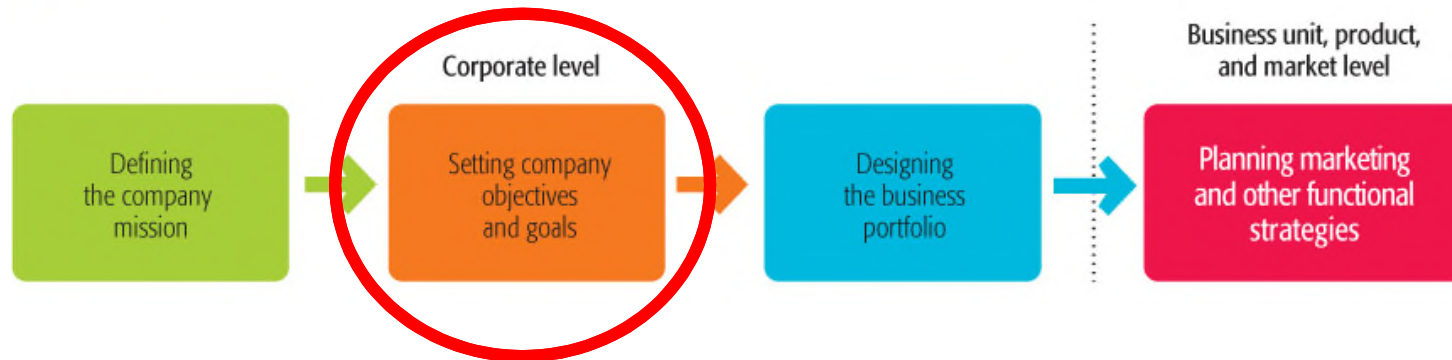 Corporate level
Business unit, product,
and market level
Defining
the company
mission
Setting company
objectives
and goals
Designing
the business
portfolio
Planning marketing
and other functional
strategies